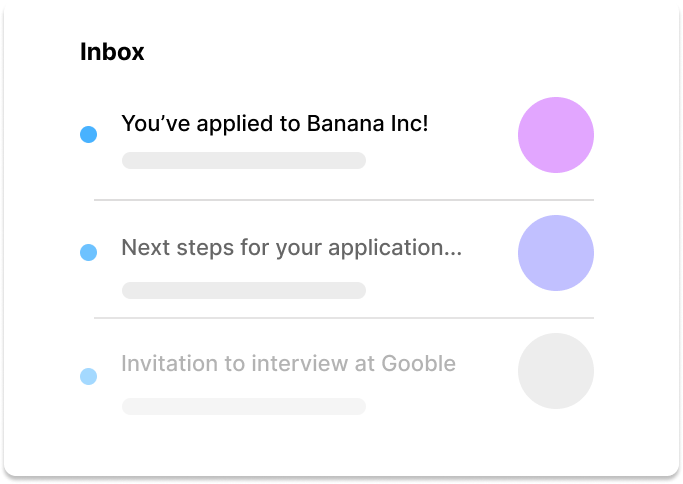 Inbox
You’ve applied to Banana Inc!
Next steps for your application...
Invitation to interview at Gooble